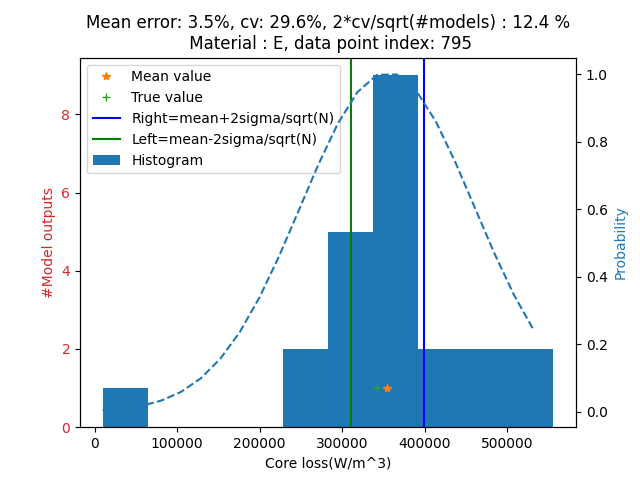 Mean error: 3.5%, cv: 29.6%, 2*cv/sqrt(#models) : 12.4 %
Material : E, data point index: 795
Mean value
True value
Right=mean+2sigma/sqrt(N)
Left=mean-2sigma/sqrt(N)
Histogram
#Model outputs
8
6
4
2
0
1.0
0.8
0.6
0.4
0.2
0.0
Probability
0
100000
200000
300000
400000
500000
Core loss(W/m^3)